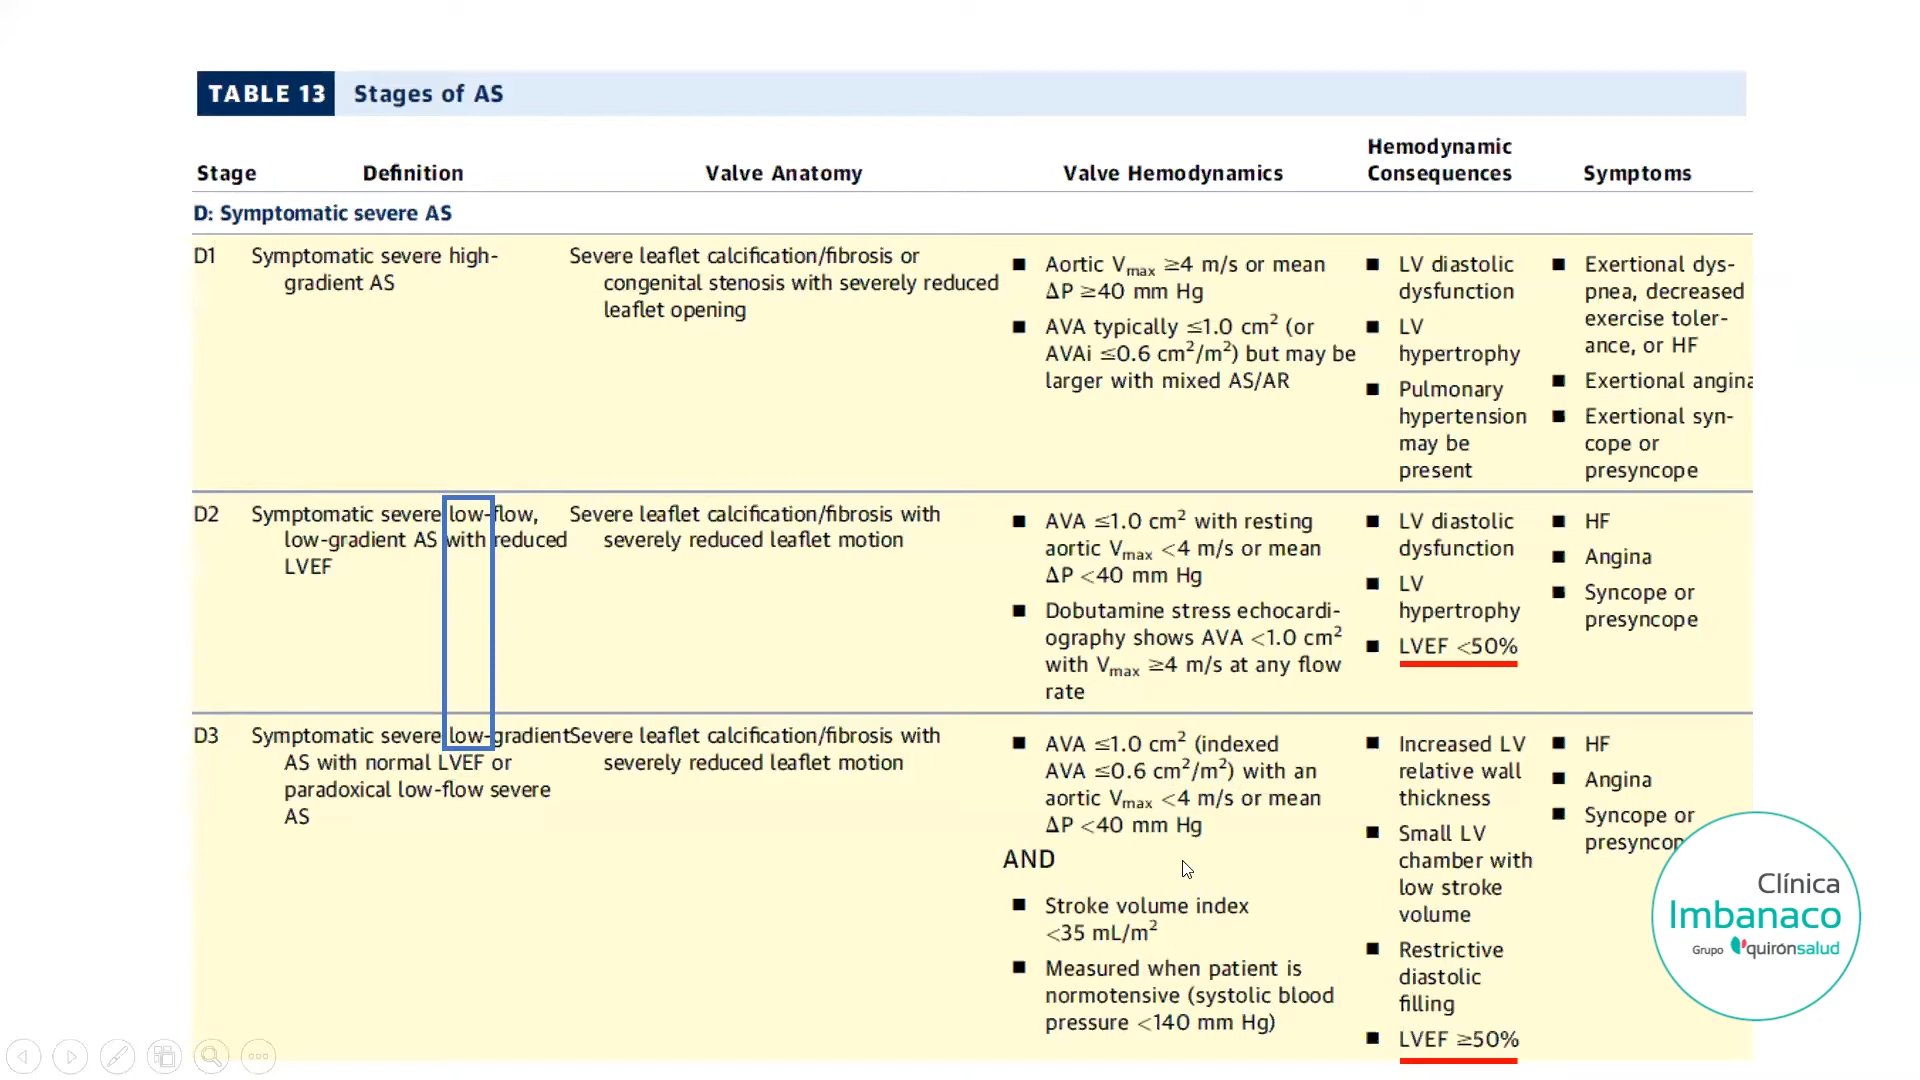 TABLE 13 Stages of AS
Stage Definition Valve Anatomy Valve Hemodynamics Hemodynamic Consequences Symptoms
D: Symptomatic severe AS
D1
Symptomatic severe high-
gradient AS
Severe leaflet calcification/fibrosis or
congenital stenosis with severely reduced
leaflet opening
■ Aortic Vmax ≥4 m/s or mean
ΔP ≥40 mm Hg
■ AVA typically ≤1.0 cm² (or
AVAi ≤0.6 cm²/m²) but may be
larger with mixed AS/AR
■ LV diastolic
dysfunction
■ LV
hypertrophy
■ Pulmonary
hypertension
may be
present
■ Exertional dys-
pnea, decreased
exercise toler-
ance, or HF
■ Exertional angina
■ Exertional syn-
cope or
presyncope
D2
Symptomatic severe low-flow,
low-gradient AS with reduced
LVEF
Severe leaflet calcification/fibrosis with
severely reduced leaflet motion
■ AVA ≤1.0 cm² with resting
aortic Vmax <4 m/s or mean
ΔP <40 mm Hg
■ Dobutamine stress echocardi-
ography shows AVA <1.0 cm²
with Vmax ≥4 m/s at any flow
rate
■ LV diastolic
dysfunction
■ LV
hypertrophy
■ LVEF <50%
■ HF
■ Angina
■ Syncope or
presyncope
D3
Symptomatic severe low-gradient
AS with normal LVEF or
paradoxical low-flow severe
AS
Severe leaflet calcification/fibrosis with
severely reduced leaflet motion
■ AVA ≤1.0 cm² (indexed
AVA ≤0.6 cm²/m²) with an
aortic Vmax <4 m/s or mean
ΔP <40 mm Hg
AND
■ Stroke volume index
<35 mL/m²
■ Measured when patient is
normotensive (systolic blood
pressure <140 mm Hg)
■ Increased LV
relative wall
thickness
■ Small LV
chamber with
low stroke
volume
■ Restrictive
diastolic
filling
■ LVEF ≥50%
■ HF
■ Angina
■ Syncope or
presyncop
Clínica
Imbanaco
Grupo quirónsalud